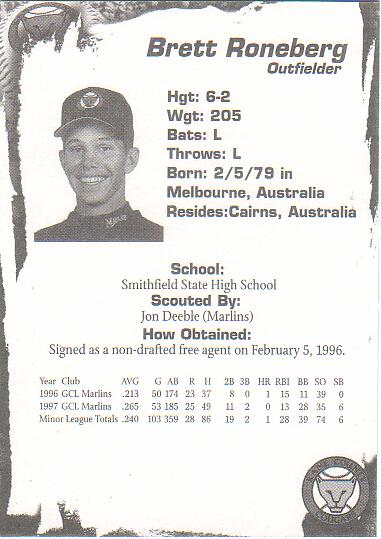 Brett Roneberg
Outfielder
Hgt: 6-2
Wgt: 205
Bats: L
Throws: L
Born: 2/5/79 in
Melbourne, Australia
Resides:Cairns, Australia
School:
Smithfield State High School
Scouted By:
Jon Deeble (Marlins)
How Obtained:
Signed as a non-drafted free agent on February 5, 1996.
Year Club AVG G AB R H 2B 3B HR RBI BB SO SB
1996 GCL Marlins .213 50 174 23 37 8 0 1 15 11 39 0
1997 GCL Marlins .265 53 185 25 49 11 2 0 13 28 35 6
Minor League Totals .240 103 359 28 86 19 2 1 28 39 74 6
KANE COUNTY
COUGARS